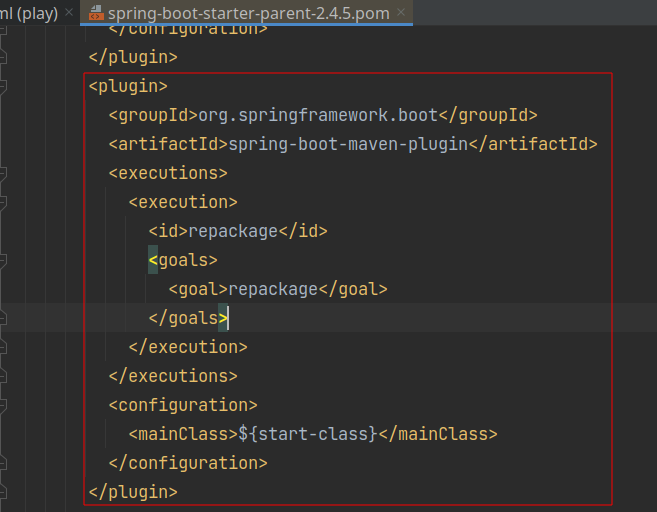 ml (play) × spring-boot-starter-parent-2.4.5.pom ×
</configuration>
</plugin>
<plugin>
<groupId>org.springframework.boot</groupId>
<artifactId>spring-boot-maven-plugin</artifactId>
<executions>
<execution>
<id>repackage</id>
<goals>
<goal>repackage</goal>
</goals>
</execution>
</executions>
<configuration>
<mainClass>${start-class}</mainClass>
</configuration>
</plugin>